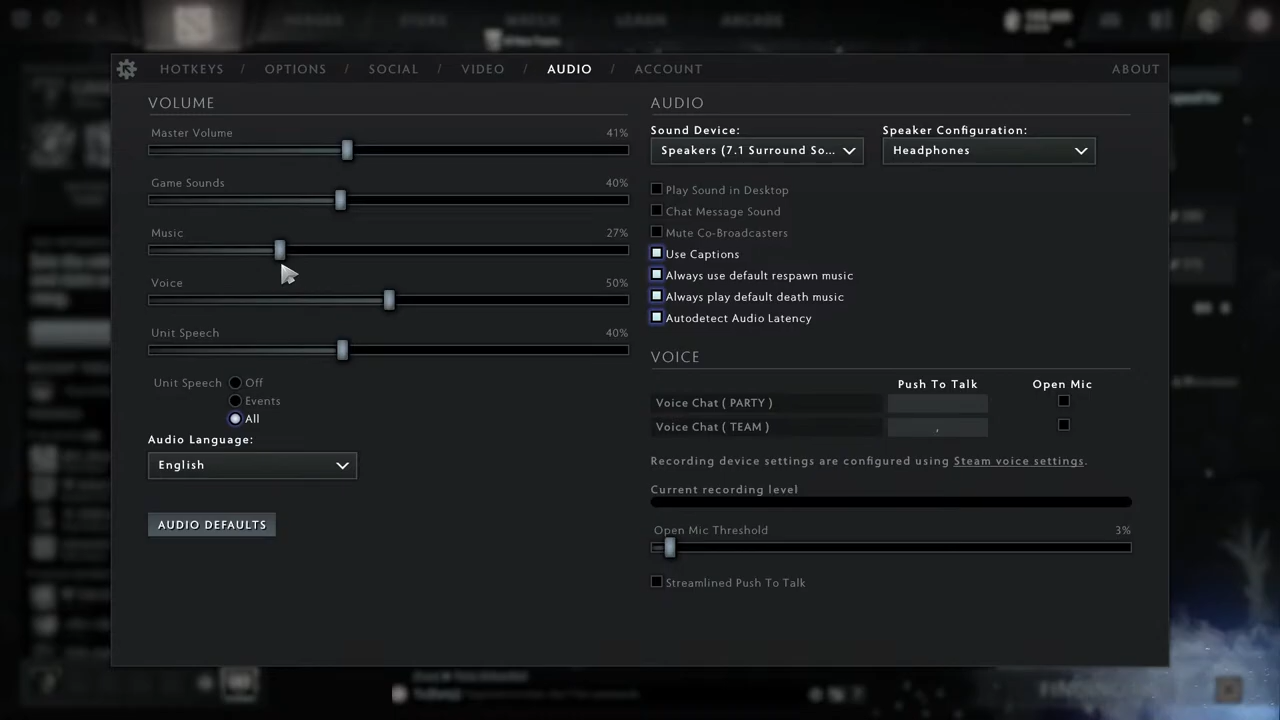 HOTKEYS / OPTIONS / SOCIAL / VIDEO / AUDIO / ACCOUNT ABOUT
VOLUME
Master Volume 41%
Game Sounds 40%
Music 27%
Voice 50%
Unit Speech 40%
Unit Speech Off
Events
All
Audio Language:
English
AUDIO DEFAULTS
AUDIO
Sound Device: Speaker Configuration:
Speakers (7.1 Surround So... Headphones
Play Sound in Desktop
Chat Message Sound
Mute Co-Broadcasters
Use Captions
Always use default respawn music
Always play default death music
Autodetect Audio Latency
VOICE
Push To Talk Open Mic
Voice Chat ( PARTY )
Voice Chat ( TEAM ) ,
Recording device settings are configured using Steam voice settings.
Current recording level
Open Mic Threshold 3%
Streamlined Push To Talk